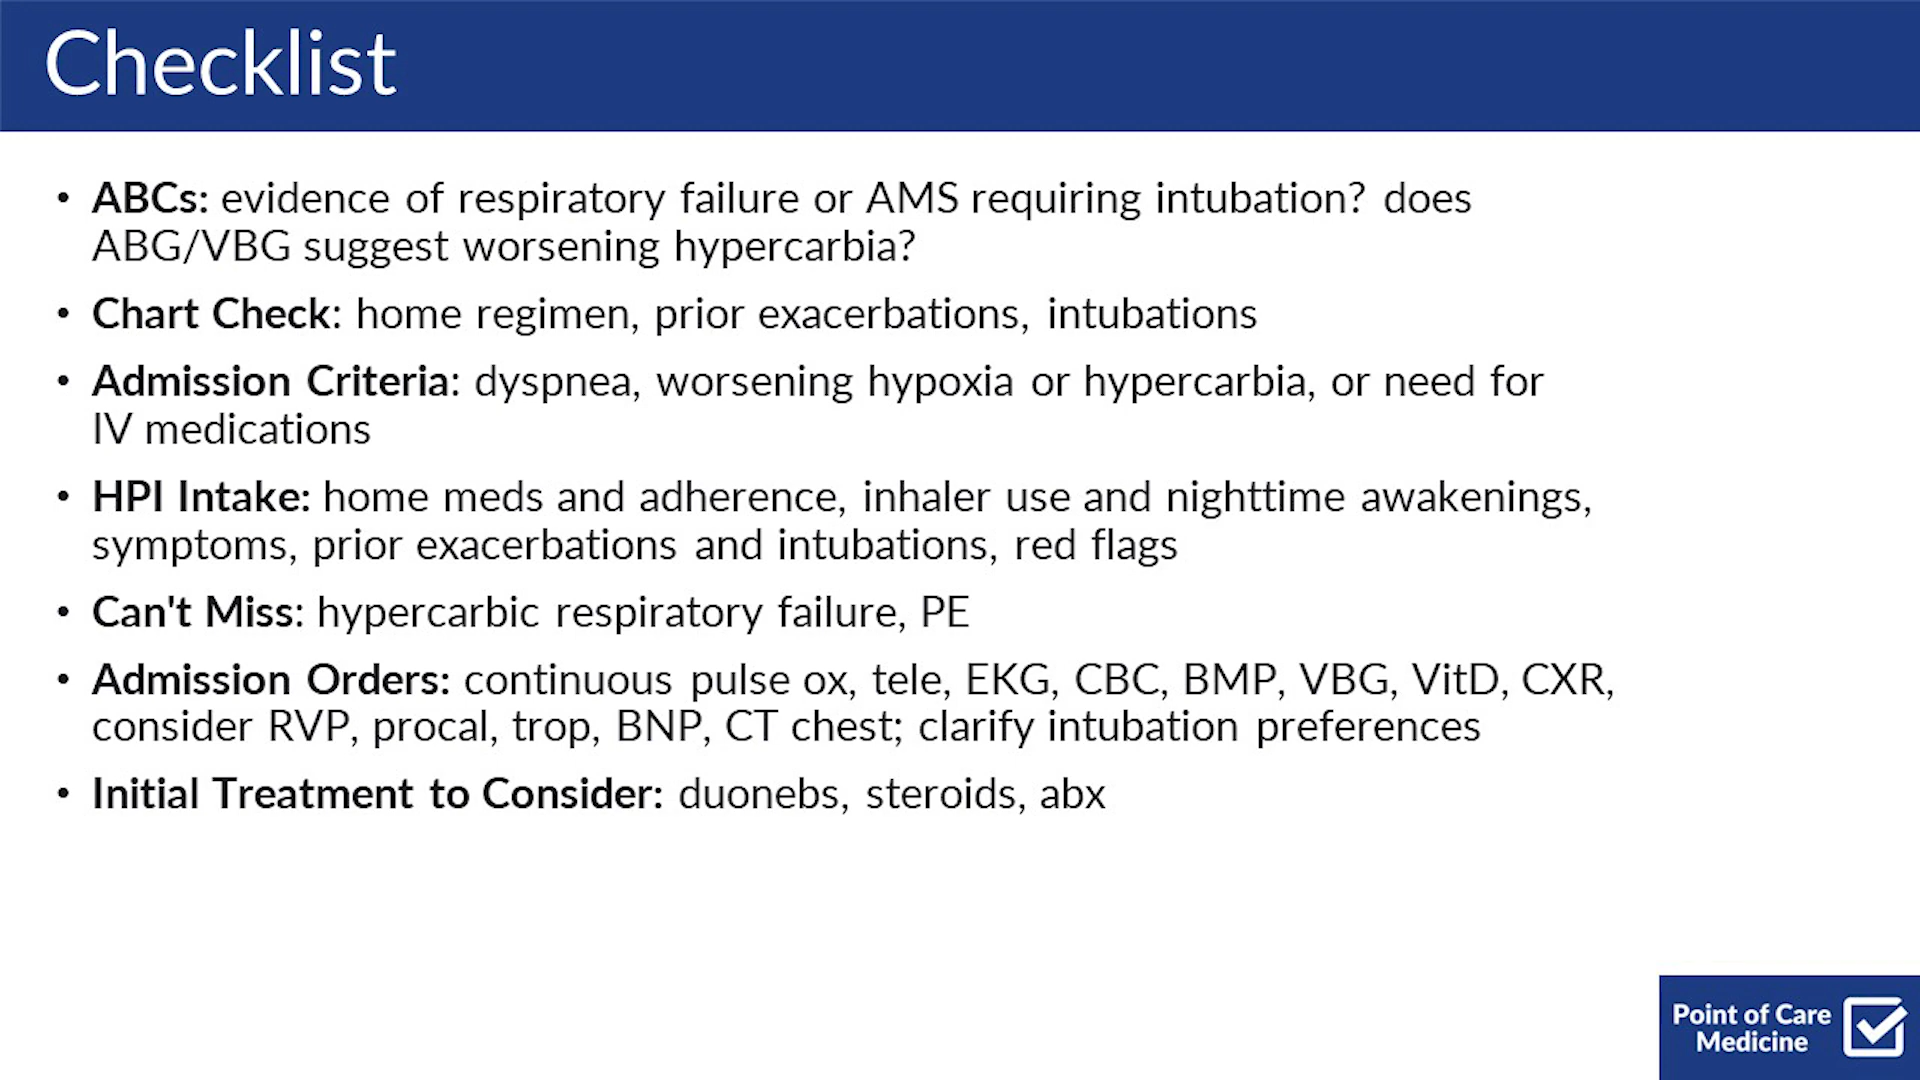 Checklist
• ABCs: evidence of respiratory failure or AMS requiring intubation? does
ABG/VBG suggest worsening hypercarbia?
• Chart Check: home regimen, prior exacerbations, intubations
• Admission Criteria: dyspnea, worsening hypoxia or hypercarbia, or need for
IV medications
• HPI Intake: home meds and adherence, inhaler use and nighttime awakenings,
symptoms, prior exacerbations and intubations, red flags
• Can't Miss: hypercarbic respiratory failure, PE
• Admission Orders: continuous pulse ox, tele, EKG, CBC, BMP, VBG, VitD, CXR,
consider RVP, procal, trop, BNP, CT chest; clarify intubation preferences
• Initial Treatment to Consider: duonebs, steroids, abx
Point of Care
Medicine